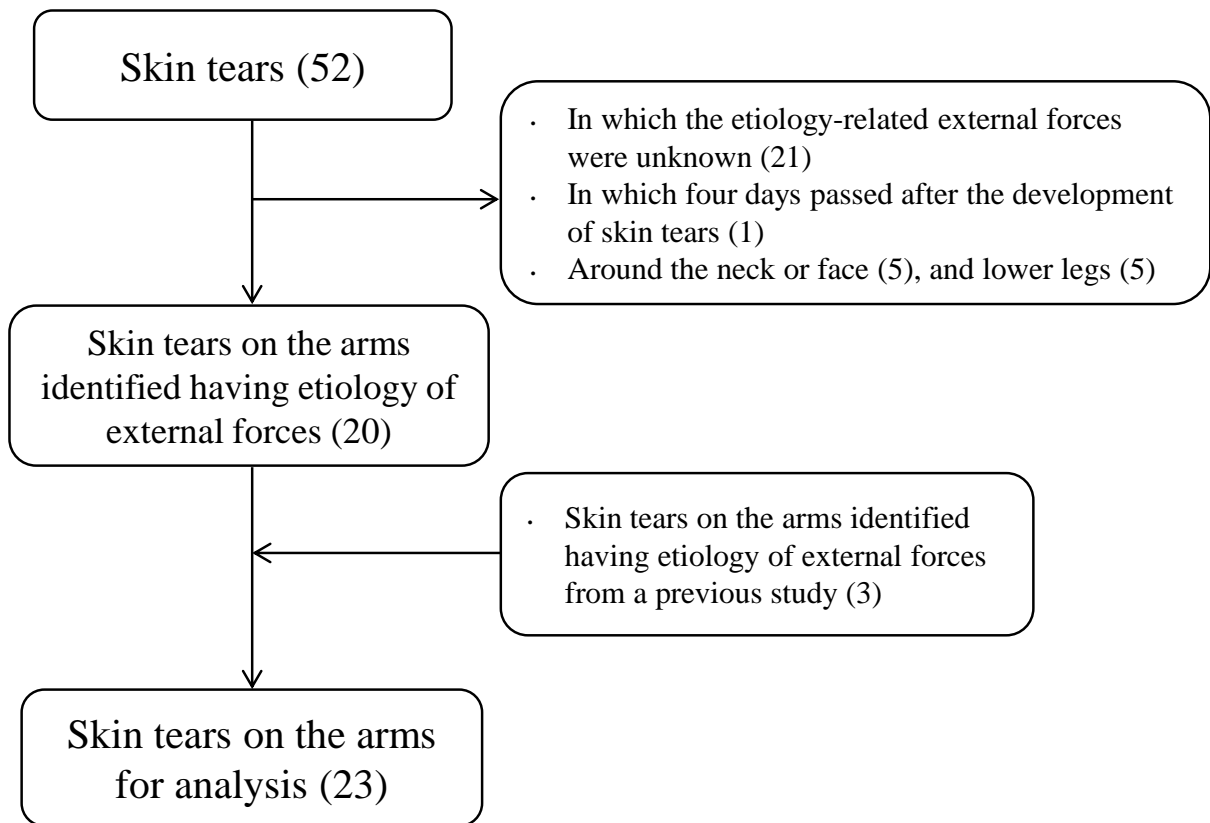 Skin tears (52)
· In which the etiology-related external forces
were unknown (21)
· In which four days passed after the development
of skin tears (1)
· Around the neck or face (5), and lower legs (5)
Skin tears on the arms
identified having etiology of
external forces (20)
· Skin tears on the arms identified
having etiology of external forces
from a previous study (3)
Skin tears on the arms
for analysis (23)